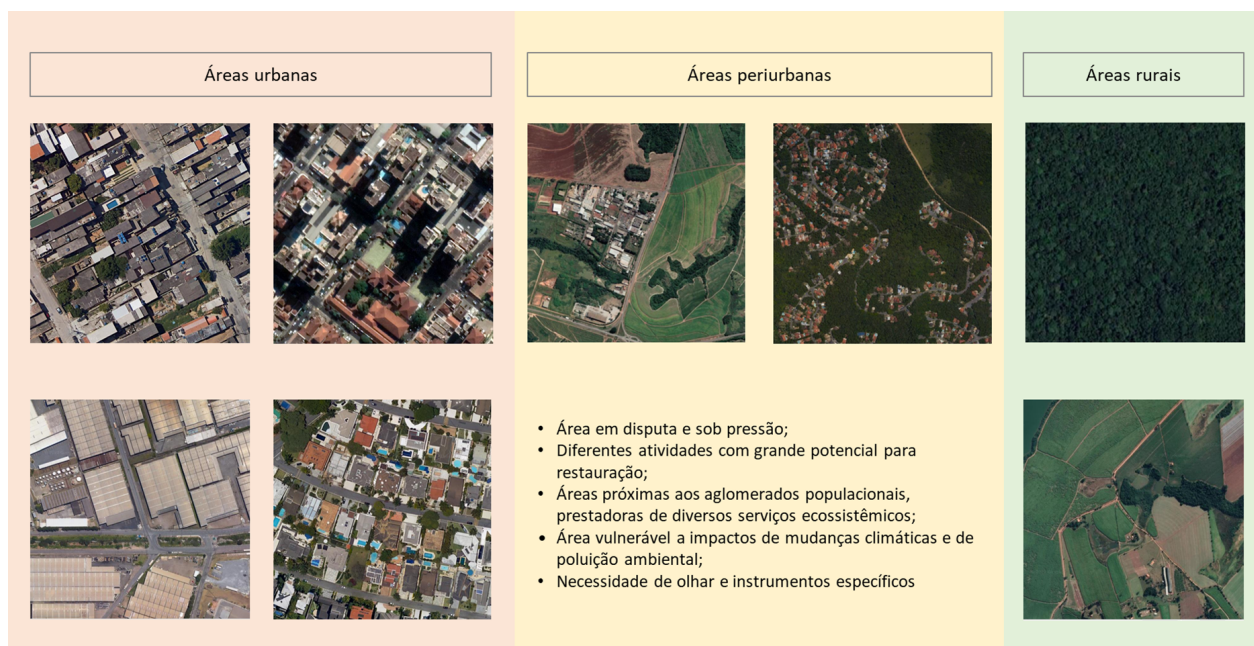 Áreas urbanas
Áreas periurbanas
Áreas rurais
• Área em disputa e sob pressão;
• Diferentes atividades com grande potencial para
restauração;
• Áreas próximas aos aglomerados populacionais,
prestadoras de diversos serviços ecossistêmicos;
• Área vulnerável a impactos de mudanças climáticas e de
poluição ambiental;
• Necessidade de olhar e instrumentos específicos